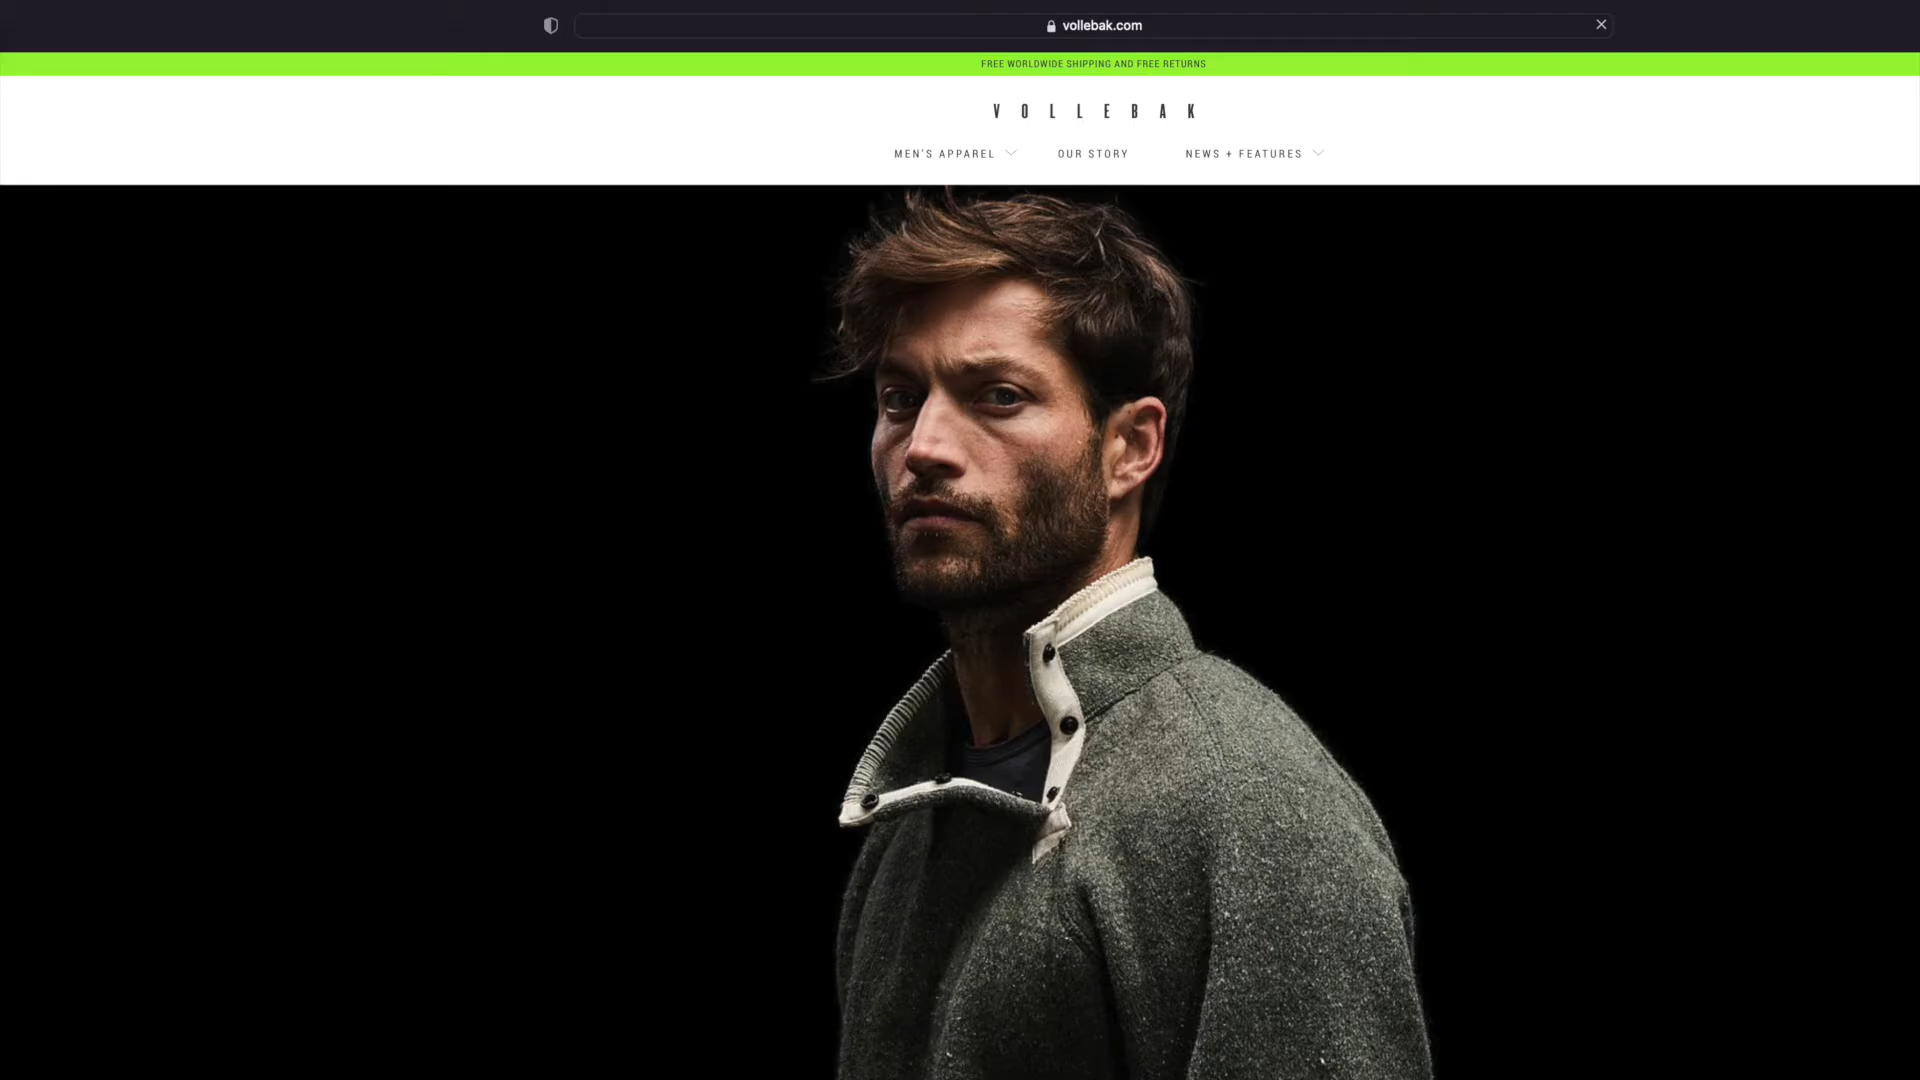 vollebak.com
FREE WORLDWIDE SHIPPING AND FREE RETURNS
VOLLEBAK
MEN'S APPAREL
OUR STORY
NEWS + FEATURES